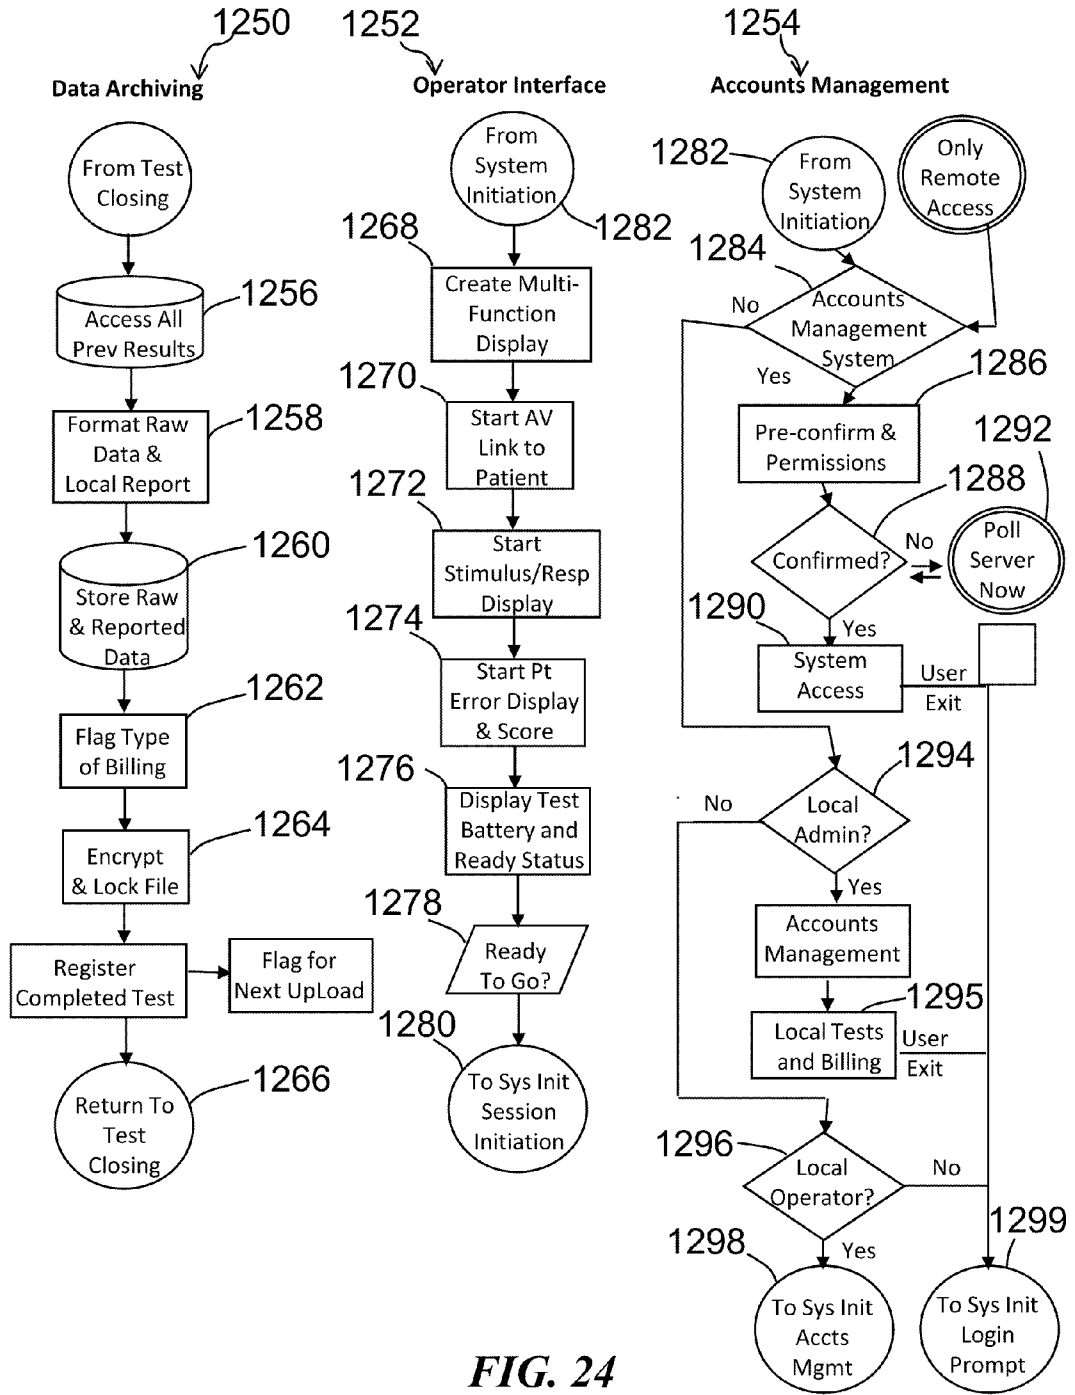 1250
Data Archiving
From Test
Closing
1256
Access All
Prev Results
1258
Format Raw
Data &
Local Report
1260
Store Raw
& Reported
Data
1262
Flag Type
of Billing
1264
Encrypt
& Lock File
Register
Completed Test
Flag for
Next UpLoad
1266
Return To
Test
Closing
1252
Operator Interface
From
System
Initiation
1282
1268
Create Multi-
Function
Display
1270
Start AV
Link to
Patient
1272
Start
Stimulus/Resp
Display
1274
Start Pt
Error Display
& Score
1276
Display Test
Battery and
Ready Status
1278
Ready
To Go?
1280
To Sys Init
Session
Initiation
1254
Accounts Management
1282
From
System
Initiation
Only
Remote
Access
1284
No
Accounts
Management
System
Yes
1286
Pre-confirm &
Permissions
1292
1288
Confirmed?
No
Poll
Server
Now
1290
Yes
System
Access
User
Exit
1294
No
Local
Admin?
Yes
Accounts
Management
1295
Local Tests
and Billing
User
Exit
1296
Local
Operator?
No
1298
Yes
1299
To Sys Init
Accts
Mgmt
To Sys Init
Login
Prompt
FIG. 24